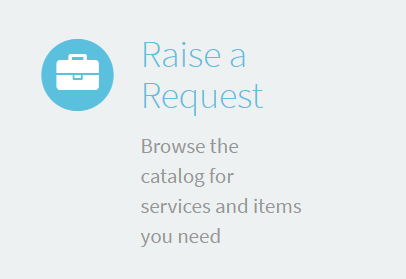 Raise a
Request
Browse the
catalog for
services and items
you need